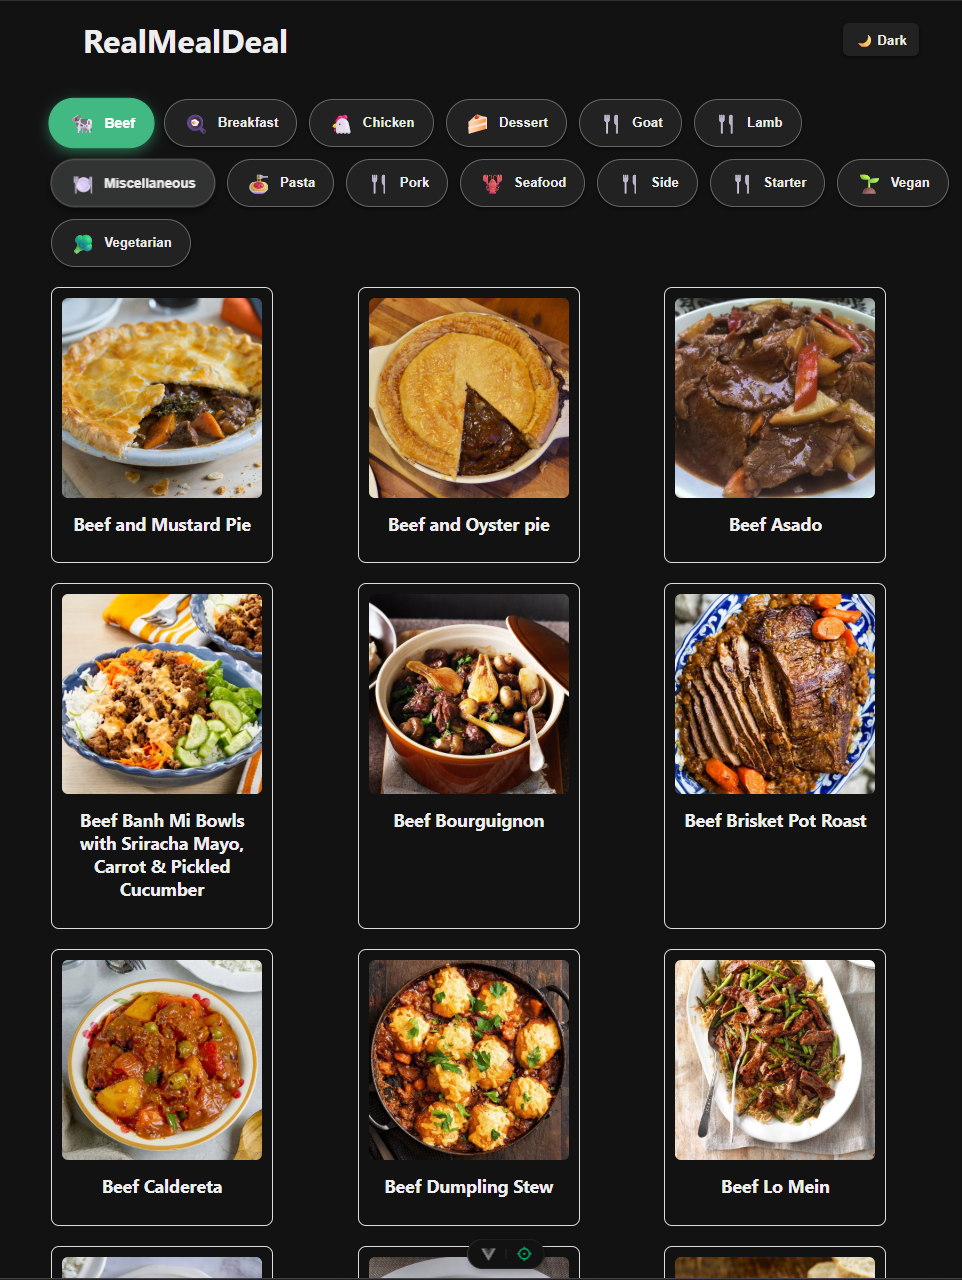 RealMealDeal
Dark
Beef
Breakfast
Chicken
Dessert
Goat
Lamb
Miscellaneous
Pasta
Pork
Seafood
Side
Starter
Vegan
Vegetarian
Beef and Mustard Pie
Beef and Oyster pie
Beef Asado
Beef Banh Mi Bowls
with Sriracha Mayo,
Carrot & Pickled
Cucumber
Beef Bourguignon
Beef Brisket Pot Roast
Beef Caldereta
Beef Dumpling Stew
Beef Lo Mein